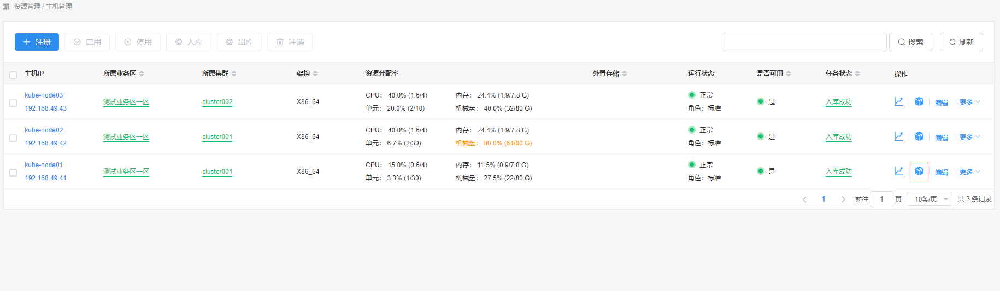 资源管理 / 主机管理
注册 启用 停用 入库 出库 注销 搜索 刷新
主机IP 所属业务区 所属集群 架构 资源分配率 外置存储 运行状态 是否可用 任务状态 操作
kube-node03 CPU： 40.0% (1.6/4) 内存： 24.4% (1.9/7.8 G) 正常
测试业务区一区 cluster002 X86_64 是 入库成功 编辑 更多
192.168.49.43 单元： 20.0% (2/10) 机械盘： 40.0% (32/80 G) 角色：标准
kube-node02 CPU： 40.0% (1.6/4) 内存： 24.4% (1.9/7.8 G) 正常
测试业务区一区 cluster001 X86_64 是 入库成功 编辑 更多
192.168.49.42 单元： 6.7% (2/30) 机械盘： 80.0% (64/80 G) 角色：标准
kube-node01 CPU： 15.0% (0.6/4) 内存： 11.5% (0.9/7.8 G) 正常
测试业务区一区 cluster001 X86_64 是 入库成功 编辑 更多
192.168.49.41 单元： 3.3% (1/30) 机械盘： 27.5% (22/80 G) 角色：标准
1 前往 1 页 10条/页 共 3 条记录